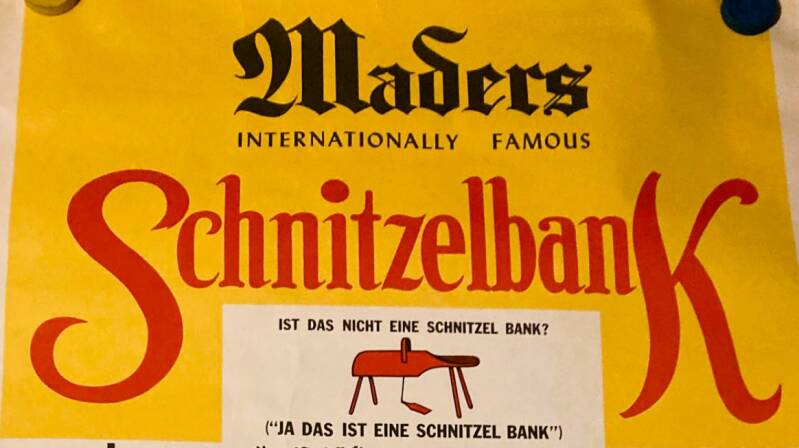 Maders
INTERNATIONALLY FAMOUS
SchnitzelbanK
IST DAS NICHT EINE SCHNITZEL BANK?
("JA DAS IST EINE SCHNITZEL BANK")